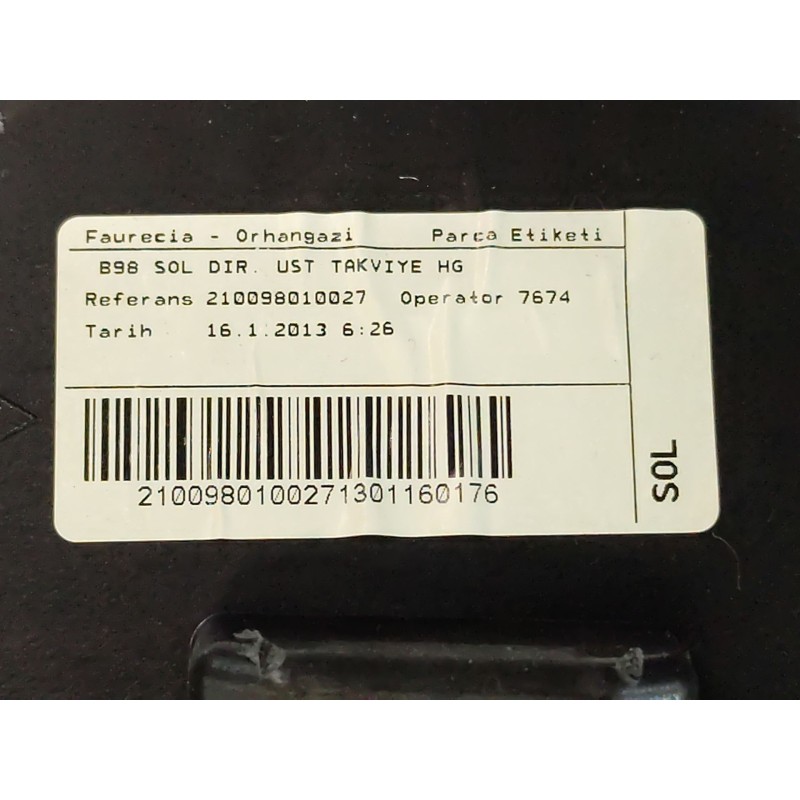 Faurecia - Orhangazi Parca Etiketi
B98 SOL DIR. UST TAKVIYE HG
Referans 210098010027 Operator 7674
Tarih 16.1.2013 6:26
2100980100271301160176
SOL